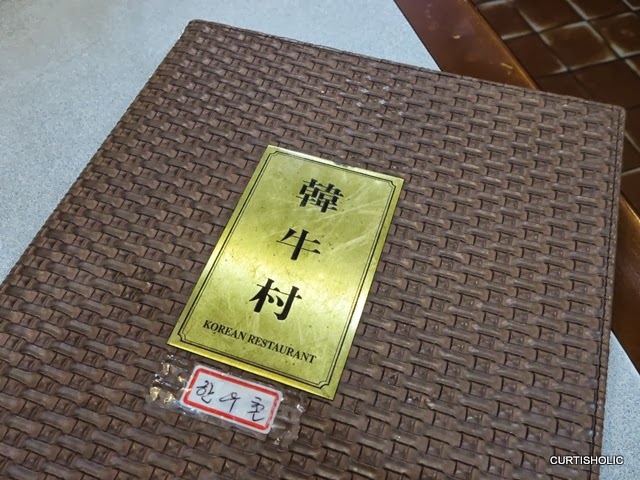 韓
牛
村
KOREAN RESTAURANT
한우촌
CURTISHOLIC